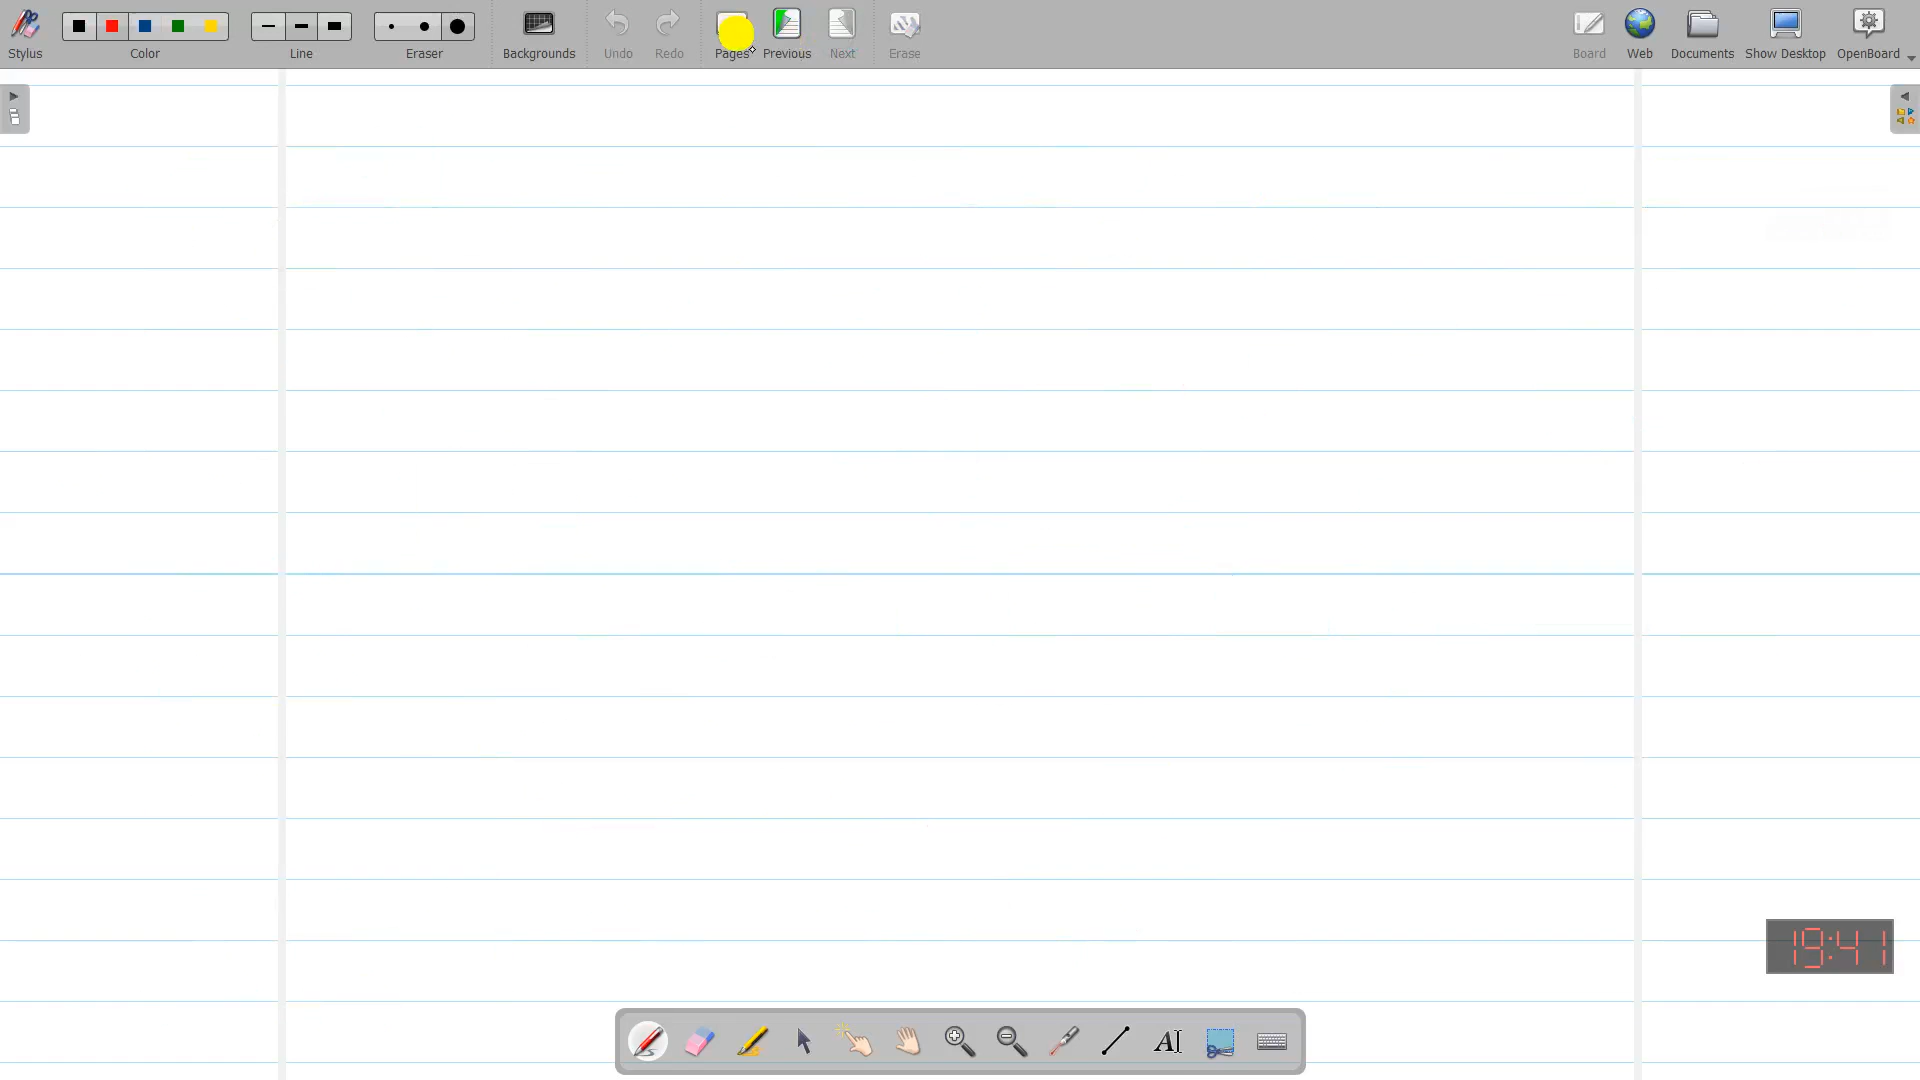 Stylus Color Line Eraser Backgrounds Undo Redo Pages Previous Next Erase Board Web Documents Show Desktop OpenBoard
19:41
AI